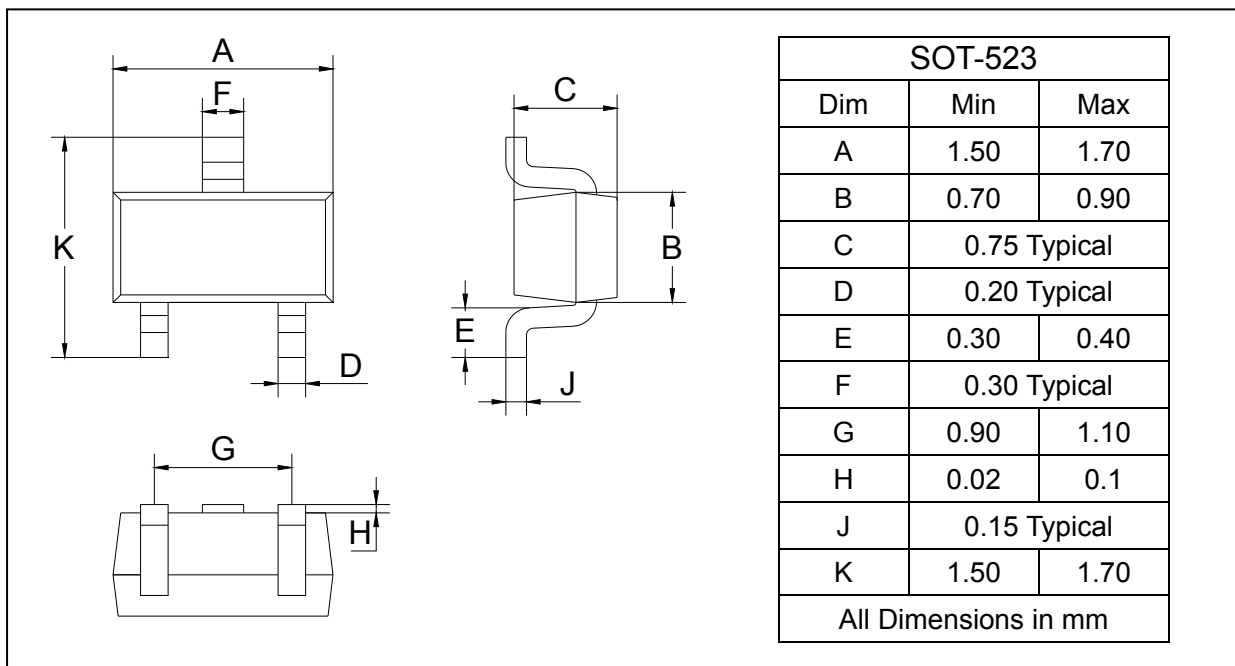 A
F
K
D
G
H
C
B
E
J
SOT-523
Dim Min Max
A 1.50 1.70
B 0.70 0.90
C 0.75 Typical
D 0.20 Typical
E 0.30 0.40
F 0.30 Typical
G 0.90 1.10
H 0.02 0.1
J 0.15 Typical
K 1.50 1.70
All Dimensions in mm